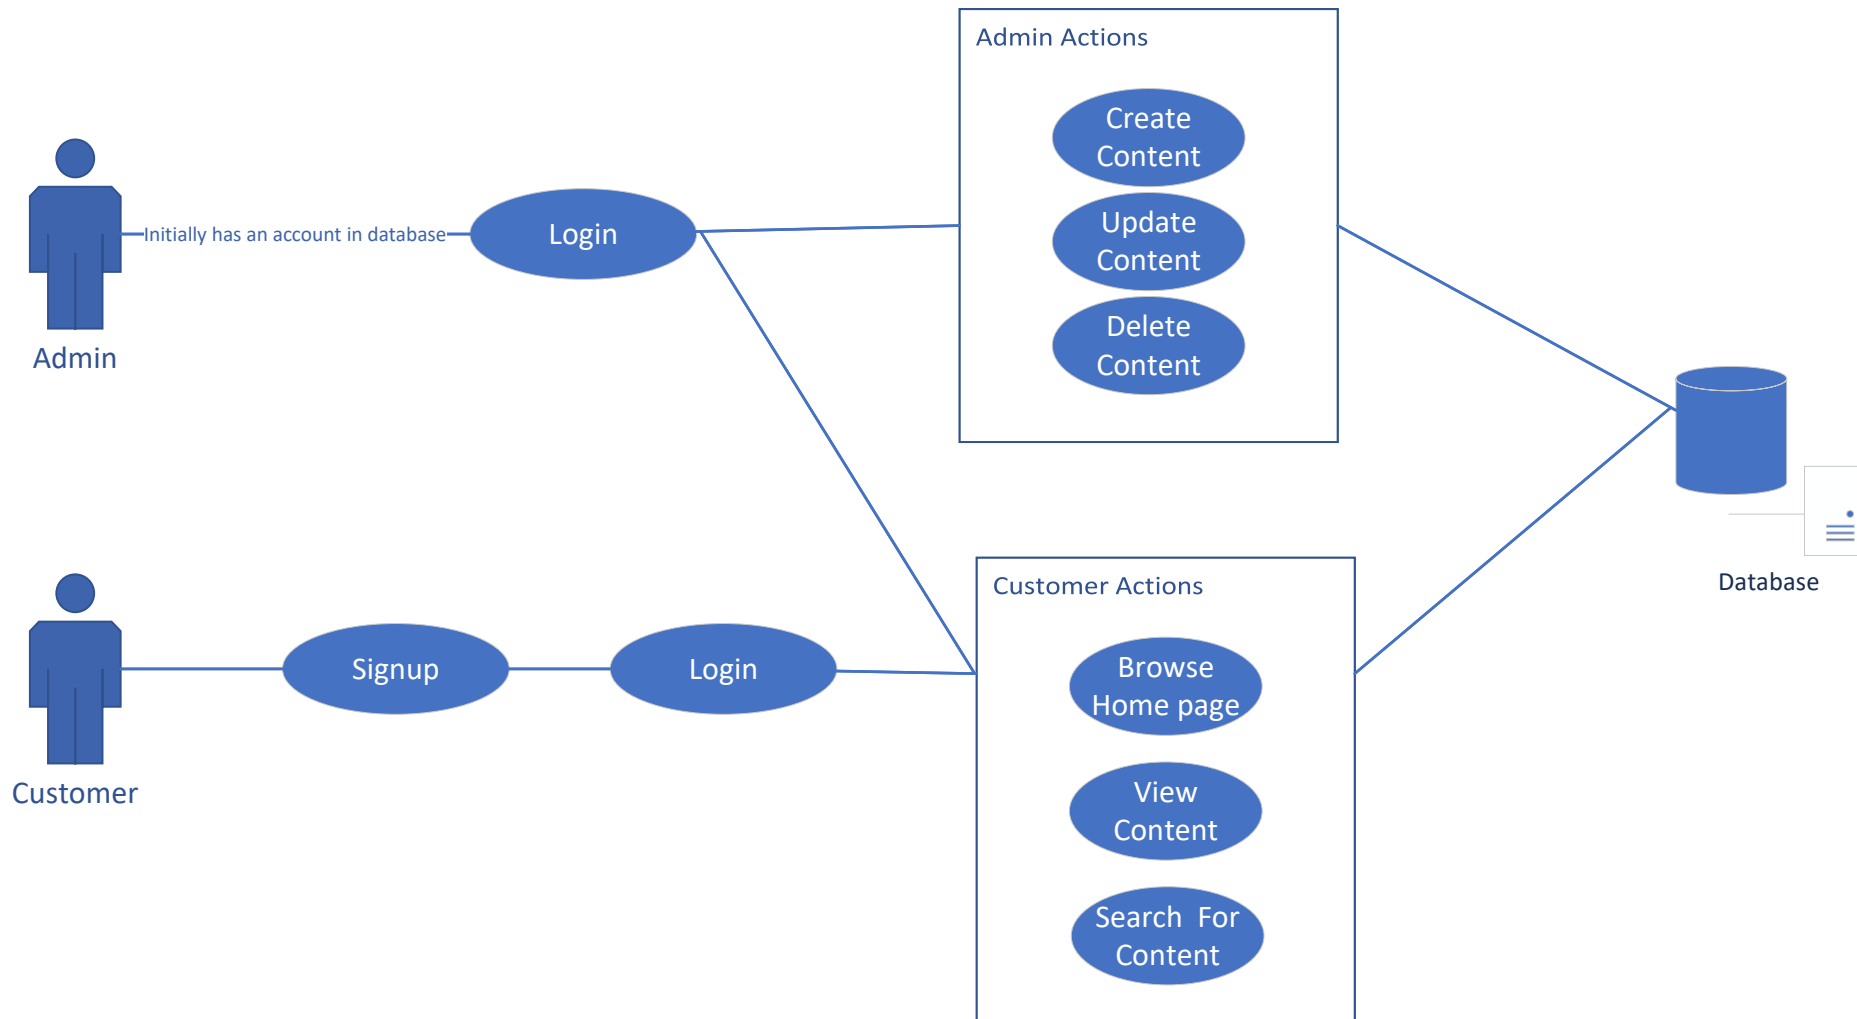 Admin Actions
Create
Content
Update
Content
Delete
Content
Initially has an account in database
Login
Admin
Database
Customer Actions
Browse
Home page
View
Content
Search  For
Content
Signup
Login
Customer